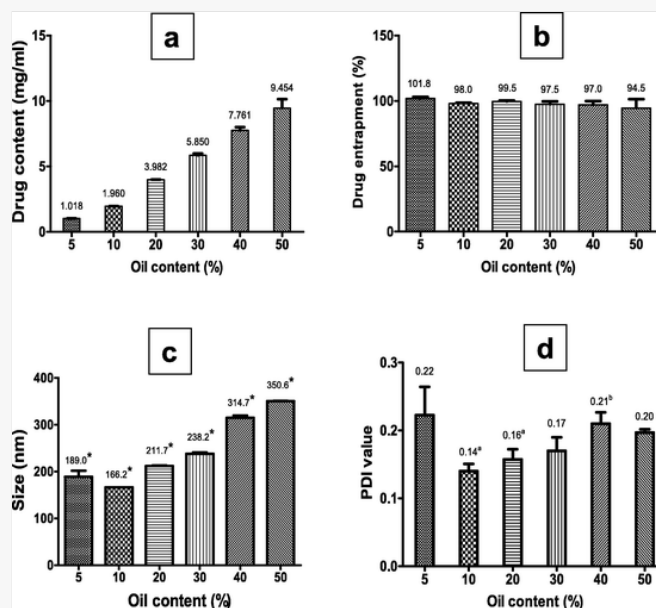 a
Drug content (mg/ml)
15
10
5
0
1.018
1.960
3.982
5.850
7.761
9.454
5 10 20 30 40 50
Oil content (%)
b
Drug entrapment (%)
150
100
50
0
101.8
98.0
99.5
97.5
97.0
94.5
5 10 20 30 40 50
Oil content (%)
c
Size (nm)
400
300
200
100
0
189.0*
166.2*
211.7*
238.2*
314.7*
350.6*
5 10 20 30 40 50
Oil content (%)
d
PDI value
0.3
0.2
0.1
0.0
0.22
0.14ᵃ
0.16ᵃ
0.17
0.21ᵇ
0.20
5 10 20 30 40 50
Oil content (%)